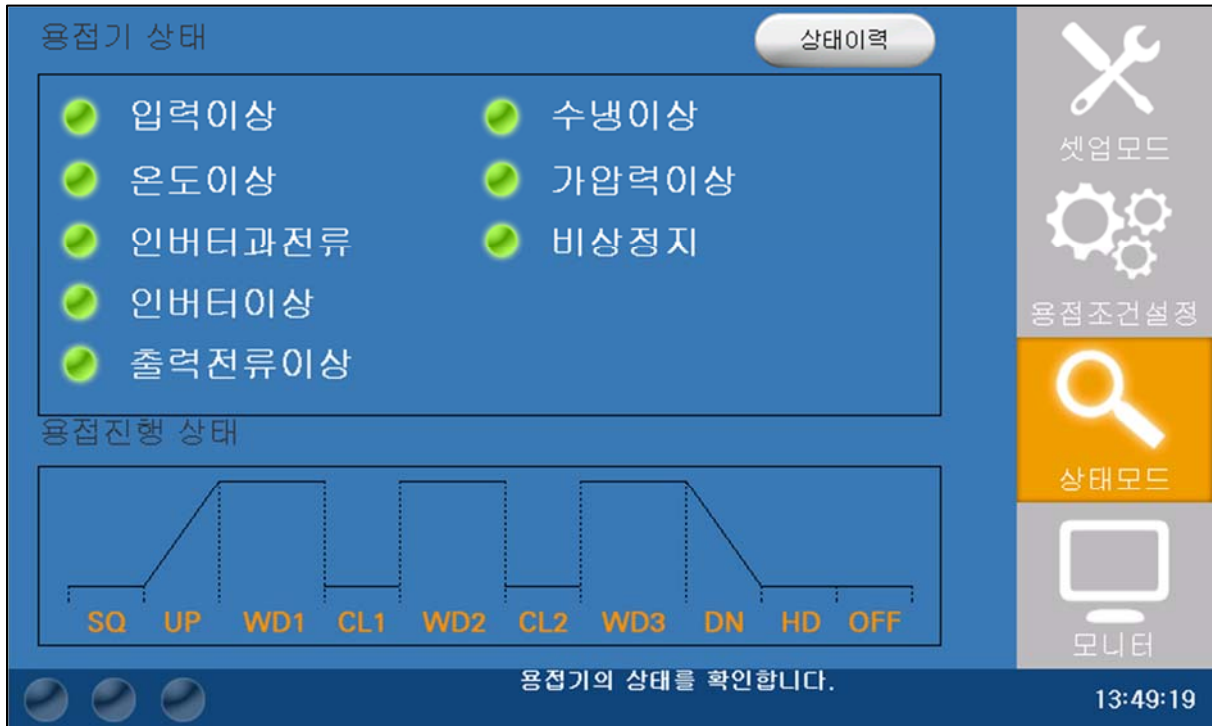 용접기 상태
상태이력
입력이상
수냉이상
온도이상
가압력이상
인버터과전류
비상정지
인버터이상
출력전류이상
용접진행 상태
SQ UP WD1 CL1 WD2 CL2 WD3 DN HD OFF
셋업모드
용접조건설정
상태모드
모니터
용접기의 상태를 확인합니다.
13:49:19